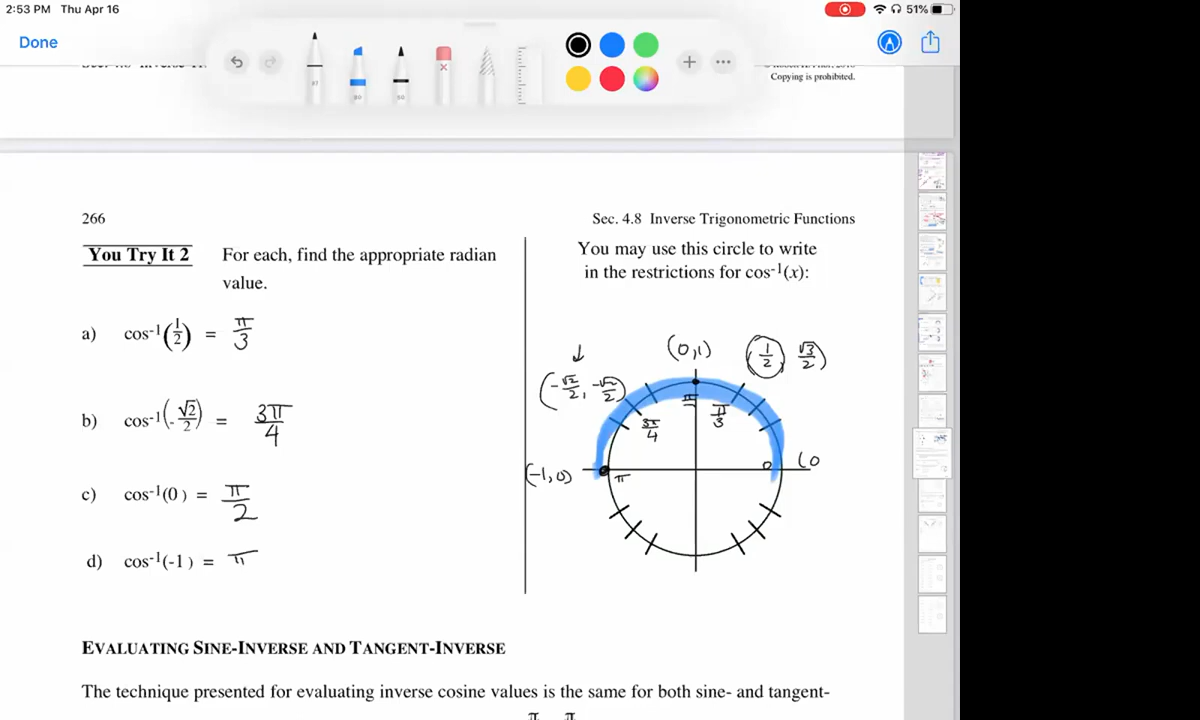 2:53 PM Thu Apr 16
51%
Done
Copying is prohibited.
266
Sec. 4.8 Inverse Trigonometric Functions
You Try It 2 For each, find the appropriate radian
value.
a) cos⁻¹(1/2) = π/3
b) cos⁻¹(-√2/2) = 3π/4
c) cos⁻¹(0) = π/2
d) cos⁻¹(-1) = π
You may use this circle to write
in the restrictions for cos⁻¹(x):
(0,1)
(1/2, √3/2)
(-√2/2, -√2/2)
3π/4
π/3
(-1,0)
π
0
(0
EVALUATING SINE-INVERSE AND TANGENT-INVERSE
The technique presented for evaluating inverse cosine values is the same for both sine- and tangent-